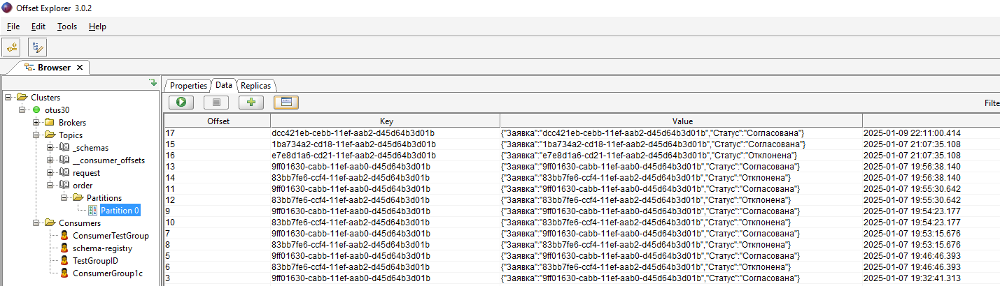 Offset Explorer 3.0.2
File Edit Tools Help
Browser
Clusters
otus30
Brokers
Topics
_schemas
__consumer_offsets
request
order
Partitions
Partition 0
Consumers
ConsumerTestGroup
schema-registry
TestGroupID
ConsumerGroup1c
Properties Data Replicas
Filte
Offset Key Value
17 dcc421eb-cebb-11ef-aab2-d45d64b3d01b {"Заявка":"dcc421eb-cebb-11ef-aab2-d45d64b3d01b","Статус":"Согласована"} 2025-01-09 22:11:00.414
15 1ba734a2-cd18-11ef-aab2-d45d64b3d01b {"Заявка":"1ba734a2-cd18-11ef-aab2-d45d64b3d01b","Статус":"Согласована"} 2025-01-07 21:07:35.108
16 e7e8d1a6-cd21-11ef-aab2-d45d64b3d01b {"Заявка":"e7e8d1a6-cd21-11ef-aab2-d45d64b3d01b","Статус":"Отклонена"} 2025-01-07 21:07:35.108
13 9ff01630-cabb-11ef-aab0-d45d64b3d01b {"Заявка":"9ff01630-cabb-11ef-aab0-d45d64b3d01b","Статус":"Согласована"} 2025-01-07 19:56:38.140
14 83bb7fe6-ccf4-11ef-aab2-d45d64b3d01b {"Заявка":"83bb7fe6-ccf4-11ef-aab2-d45d64b3d01b","Статус":"Отклонена"} 2025-01-07 19:56:38.140
11 9ff01630-cabb-11ef-aab0-d45d64b3d01b {"Заявка":"9ff01630-cabb-11ef-aab0-d45d64b3d01b","Статус":"Согласована"} 2025-01-07 19:55:30.642
12 83bb7fe6-ccf4-11ef-aab2-d45d64b3d01b {"Заявка":"83bb7fe6-ccf4-11ef-aab2-d45d64b3d01b","Статус":"Отклонена"} 2025-01-07 19:55:30.642
9 9ff01630-cabb-11ef-aab0-d45d64b3d01b {"Заявка":"9ff01630-cabb-11ef-aab0-d45d64b3d01b","Статус":"Согласована"} 2025-01-07 19:54:23.177
10 83bb7fe6-ccf4-11ef-aab2-d45d64b3d01b {"Заявка":"83bb7fe6-ccf4-11ef-aab2-d45d64b3d01b","Статус":"Отклонена"} 2025-01-07 19:54:23.177
7 9ff01630-cabb-11ef-aab0-d45d64b3d01b {"Заявка":"9ff01630-cabb-11ef-aab0-d45d64b3d01b","Статус":"Согласована"} 2025-01-07 19:53:15.676
8 83bb7fe6-ccf4-11ef-aab2-d45d64b3d01b {"Заявка":"83bb7fe6-ccf4-11ef-aab2-d45d64b3d01b","Статус":"Отклонена"} 2025-01-07 19:53:15.676
5 9ff01630-cabb-11ef-aab0-d45d64b3d01b {"Заявка":"9ff01630-cabb-11ef-aab0-d45d64b3d01b","Статус":"Согласована"} 2025-01-07 19:46:46.393
6 83bb7fe6-ccf4-11ef-aab2-d45d64b3d01b {"Заявка":"83bb7fe6-ccf4-11ef-aab2-d45d64b3d01b","Статус":"Отклонена"} 2025-01-07 19:46:46.393
3 9ff01630-cabb-11ef-aab0-d45d64b3d01b {"Заявка":"9ff01630-cabb-11ef-aab0-d45d64b3d01b","Статус":"Согласована"} 2025-01-07 19:32:41.313